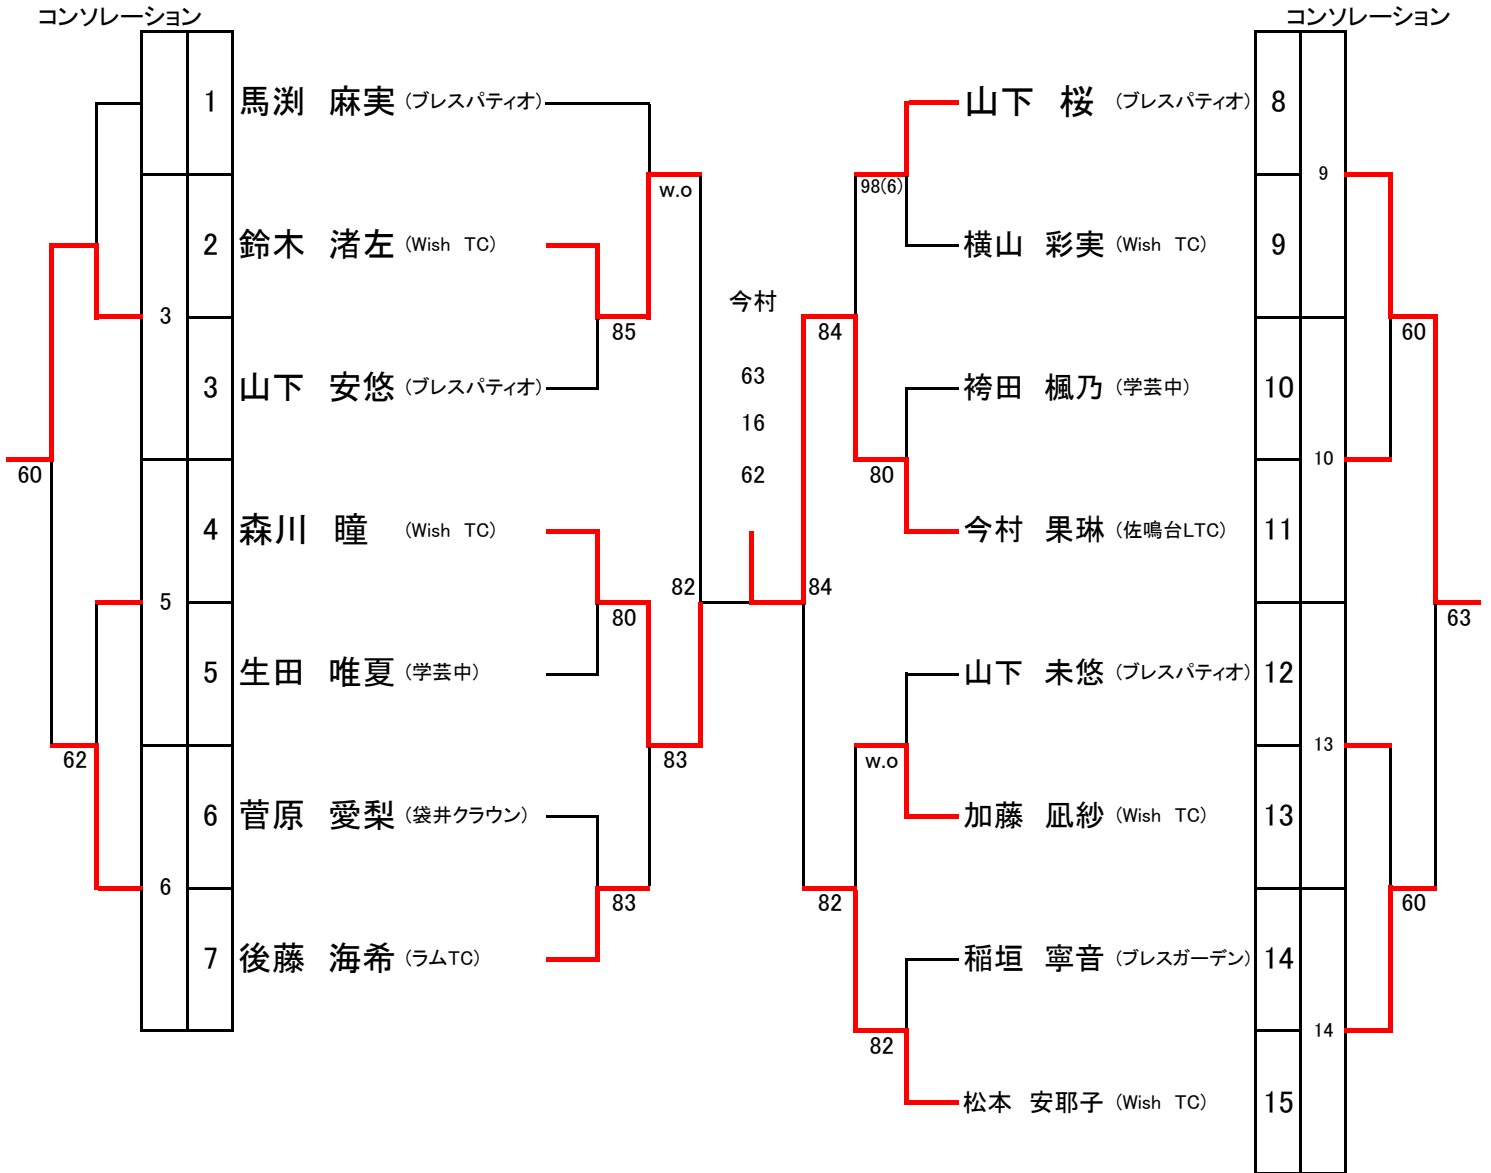 コンソレーション
1 馬渕 麻実 (ブレスパティオ)
w.o
2 鈴木 渚左 (Wish TC)
3
85
3 山下 安悠 (ブレスパティオ)
60
4 森川 瞳 (Wish TC)
82
5
80
5 生田 唯夏 (学芸中)
62
83
6 菅原 愛梨 (袋井クラウン)
6
83
7 後藤 海希 (ラムTC)
今村
63
16
62
コンソレーション
山下 桜 (ブレスパティオ) 8
98(6)
9
横山 彩実 (Wish TC) 9
84
60
袴田 楓乃 (学芸中) 10
10
80
今村 果琳 (佐鳴台LTC) 11
84
63
山下 未悠 (ブレスパティオ) 12
13
w.o
加藤 凪紗 (Wish TC) 13
82
60
稲垣 寧音 (ブレスガーデン) 14
14
82
松本 安耶子 (Wish TC) 15